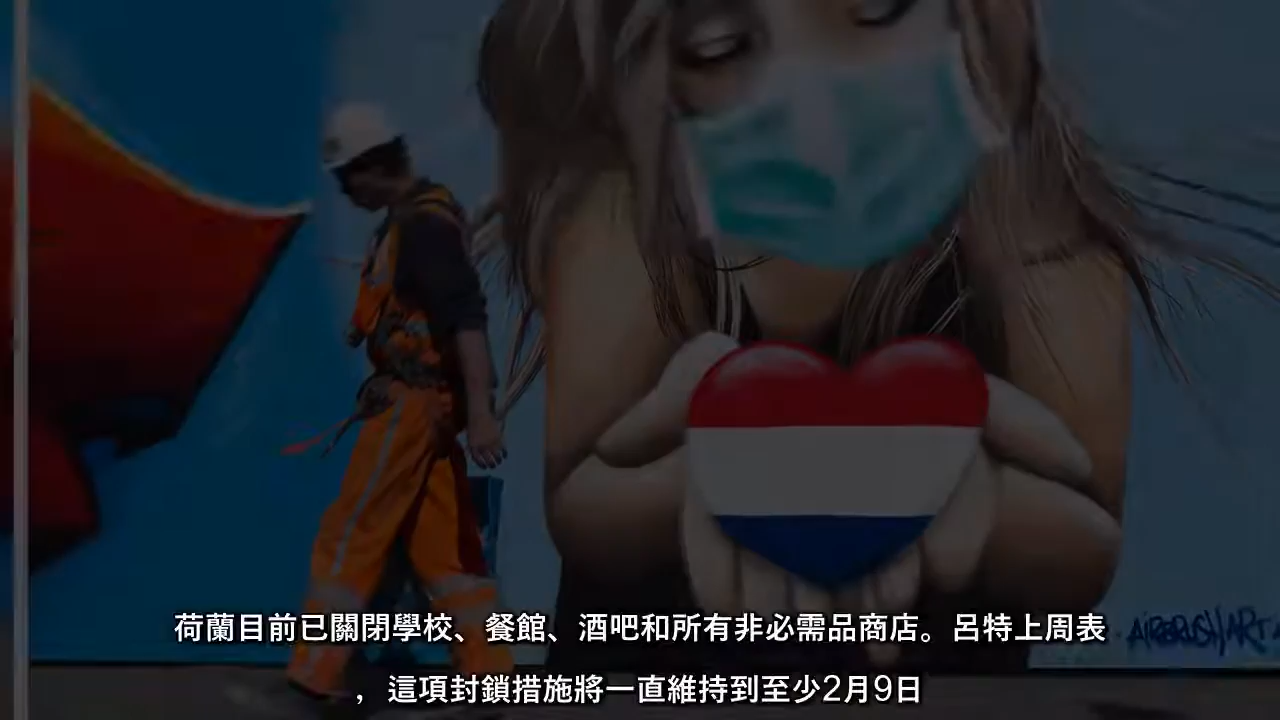 荷蘭目前已關閉學校、餐館、酒吧和所有非必需品商店。呂特上周表
，這項封鎖措施將一直維持到至少2月9日
AIRBRUSH ART